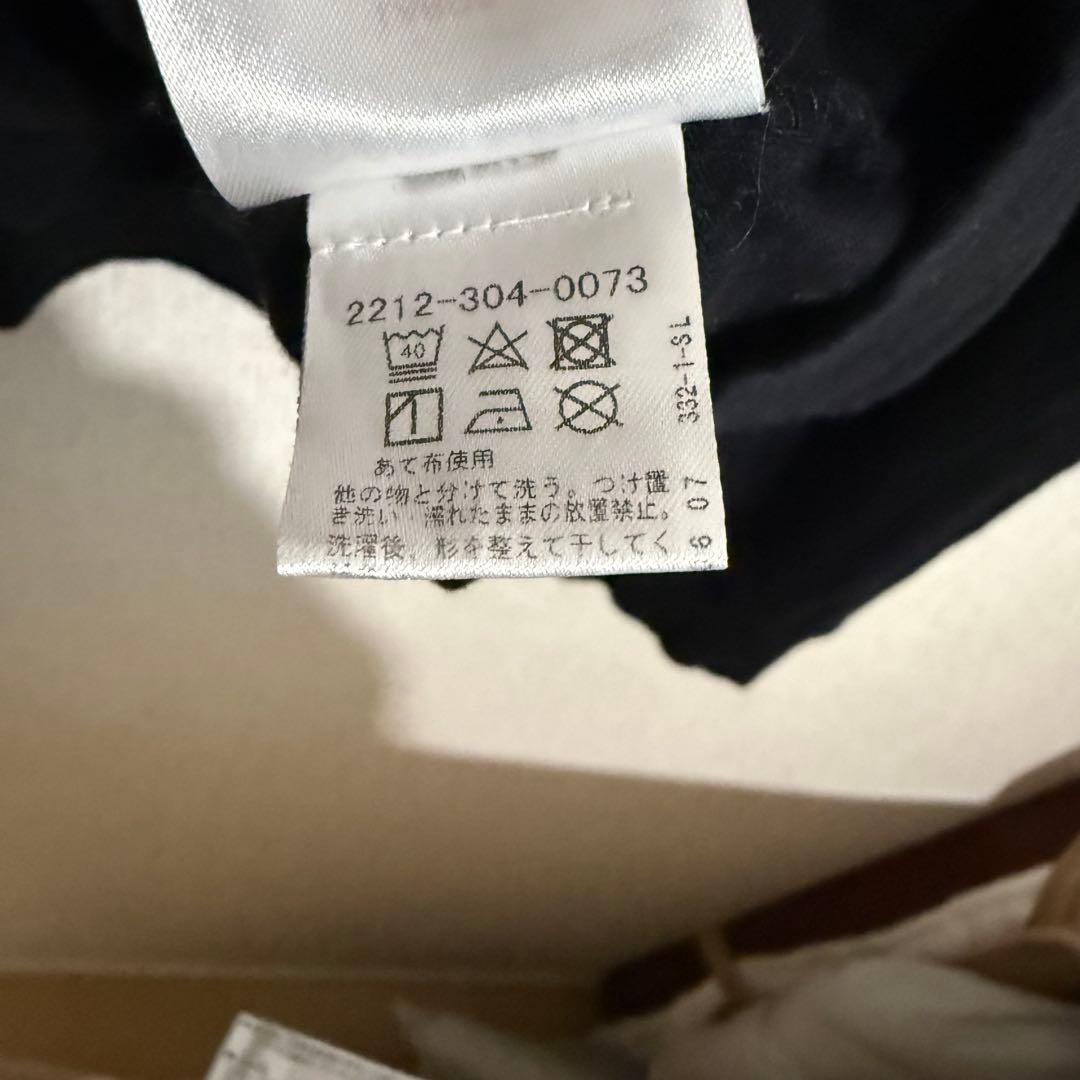 2212-304-0073
40
あて布使用
他の物と分けて洗う。つけ置
き洗い・濡れたままの放置禁止。
洗濯後、形を整えて干してく
332-1-SL
07